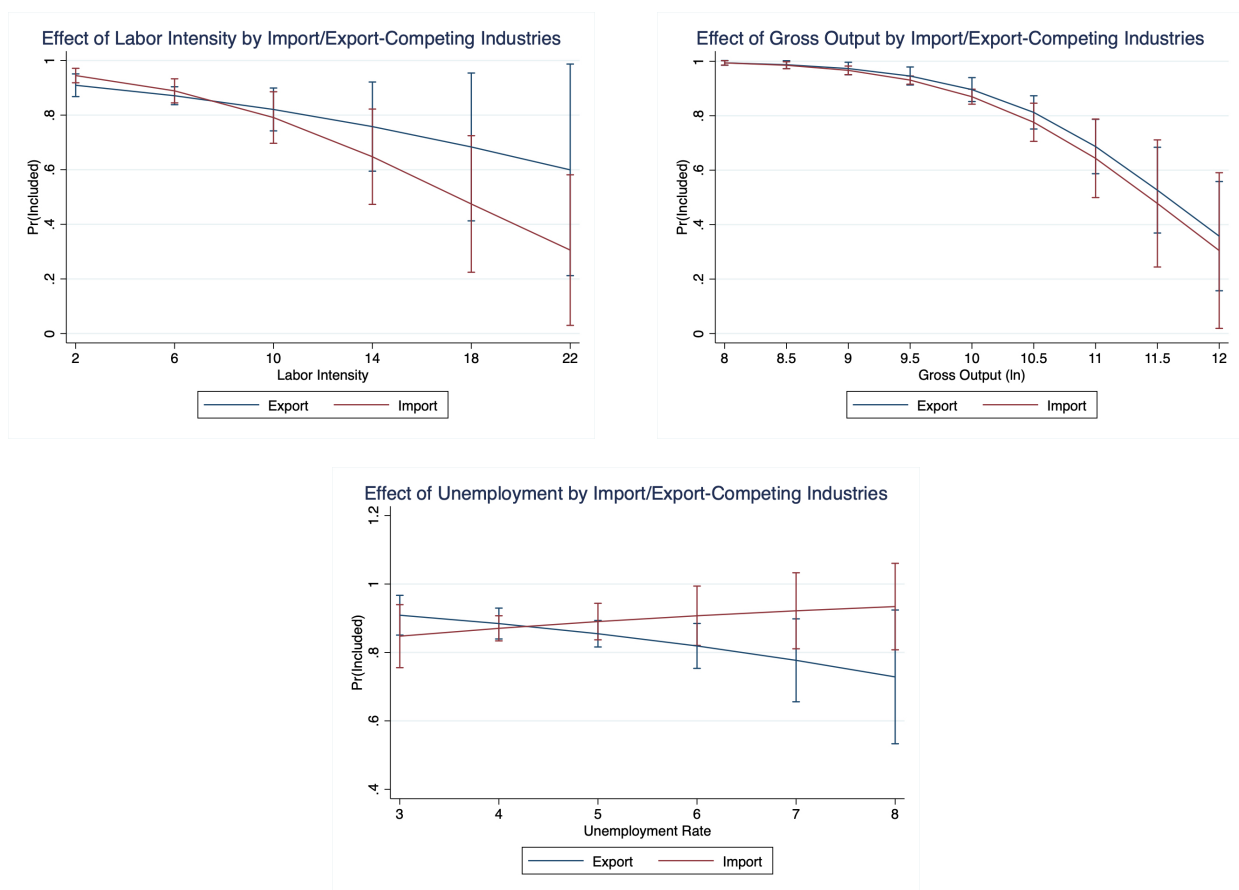 Effect of Labor Intensity by Import/Export-Competing Industries
Pr(Included)
1
.8
.6
.4
.2
0
2 6 10 14 18 22
Labor Intensity
Export Import
Effect of Gross Output by Import/Export-Competing Industries
Pr(Included)
1
.8
.6
.4
.2
0
8 8.5 9 9.5 10 10.5 11 11.5 12
Gross Output (ln)
Export Import
Effect of Unemployment by Import/Export-Competing Industries
Pr(Included)
1.2
1
.8
.6
.4
3 4 5 6 7 8
Unemployment Rate
Export Import